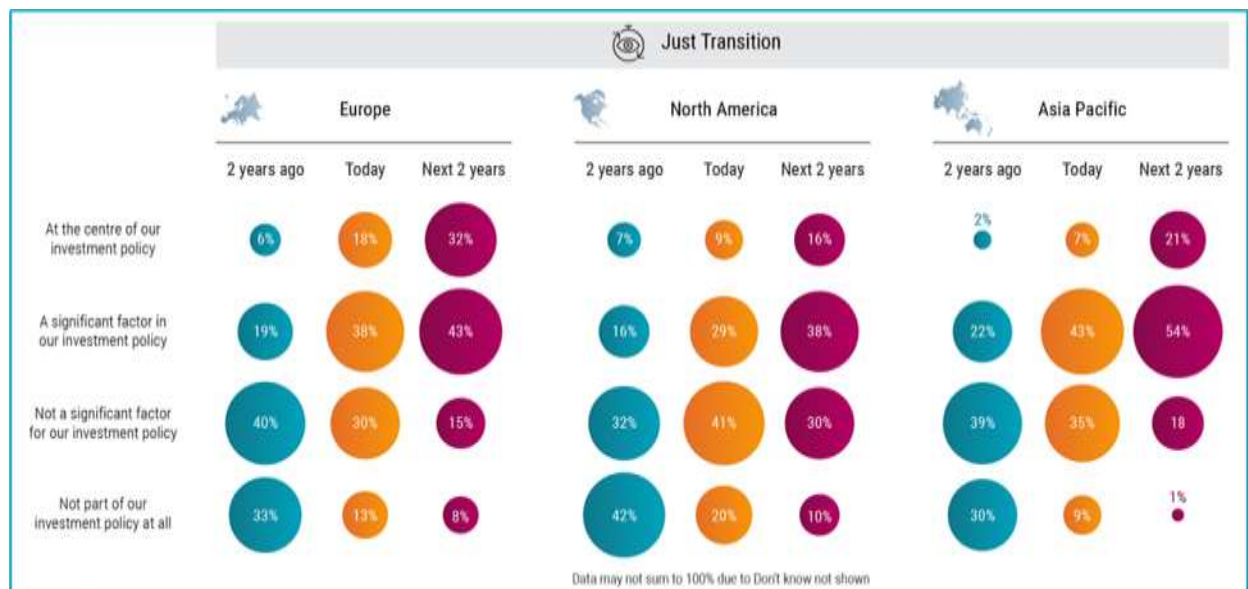 Just Transition
Europe North America Asia Pacific
2 years ago Today Next 2 years 2 years ago Today Next 2 years 2 years ago Today Next 2 years
At the centre of our
investment policy
6% 18% 32% 7% 9% 16% 2% 7% 21%
A significant factor in
our investment policy
19% 38% 43% 16% 29% 38% 22% 43% 54%
Not a significant factor
for our investment policy
40% 30% 15% 32% 41% 30% 39% 35% 18
Not part of our
investment policy at all
33% 13% 8% 42% 20% 10% 30% 9% 1%
Data may not sum to 100% due to Don't know not shown